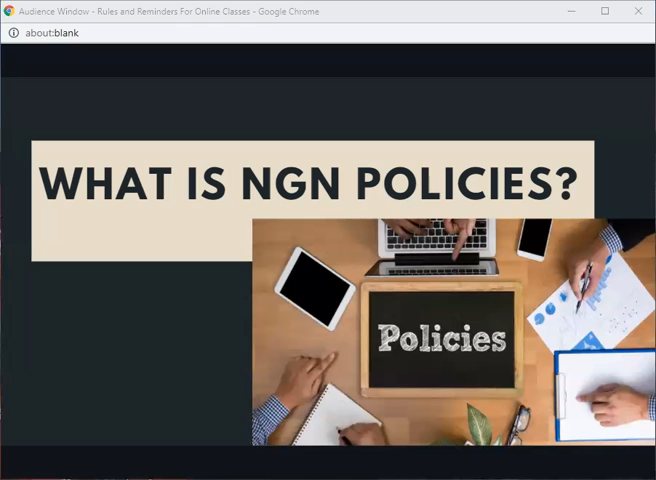 Audience Window - Rules and Reminders For Online Classes - Google Chrome
about:blank
WHAT IS NGN POLICIES?
Policies